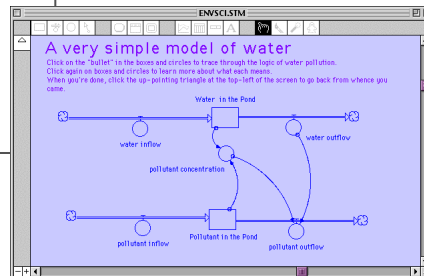 ENVSCI.STM
A
A very simple model of water
Click on the "bullet" in the boxes and circles to trace through the logic of water pollution.
Click again on boxes and circles to learn more about what each means.
When you're done, click the up-pointing triangle at the top-left of the screen to go back from whence you
came.
Water in the Pond
water inflow
water outflow
pollutant concentration
pollutant inflow
Pollutant in the Pond
pollutant outflow